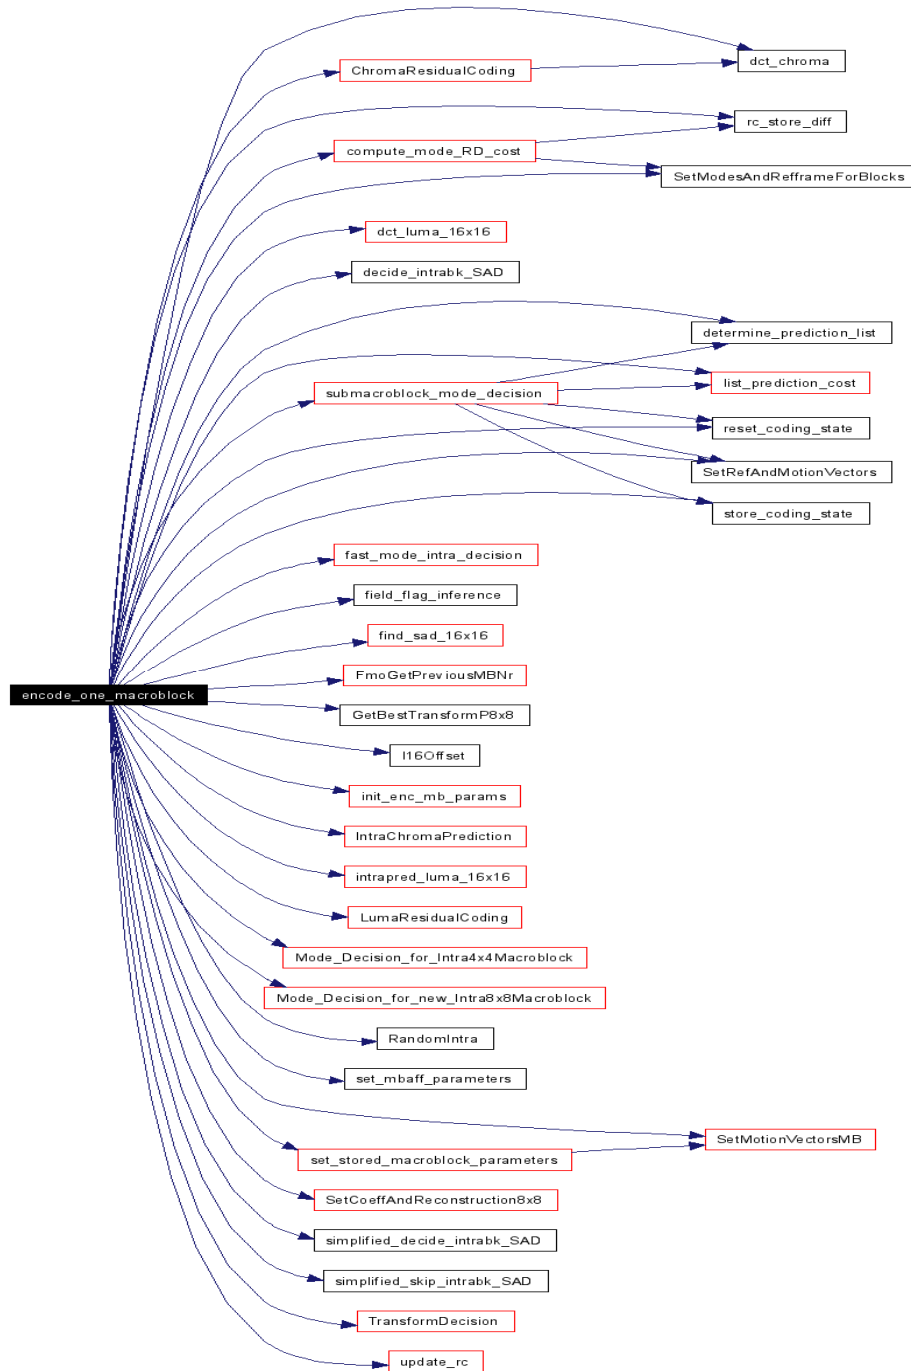 dct_chroma
ChromaResidualCoding
rc_store_diff
compute_mode_RD_cost
SetModesAndRefframeForBlocks
dct_luma_16x16
decide_intrabk_SAD
determine_prediction_list
list_prediction_cost
submacroblock_mode_decision
reset_coding_state
SetRefAndMotionVectors
store_coding_state
fast_mode_intra_decision
field_flag_inference
find_sad_16x16
FmoGetPreviousMBNr
encode_one_macroblock
GetBestTransformP8x8
I16Offset
init_enc_mb_params
IntraChromaPrediction
intrapred_luma_16x16
LumaResidualCoding
Mode_Decision_for_Intra4x4Macroblock
Mode_Decision_for_new_Intra8x8Macroblock
RandomIntra
set_mbaff_parameters
SetMotionVectorsMB
set_stored_macroblock_parameters
SetCoeffAndReconstruction8x8
simplified_decide_intrabk_SAD
simplified_skip_intrabk_SAD
TransformDecision
update_rc